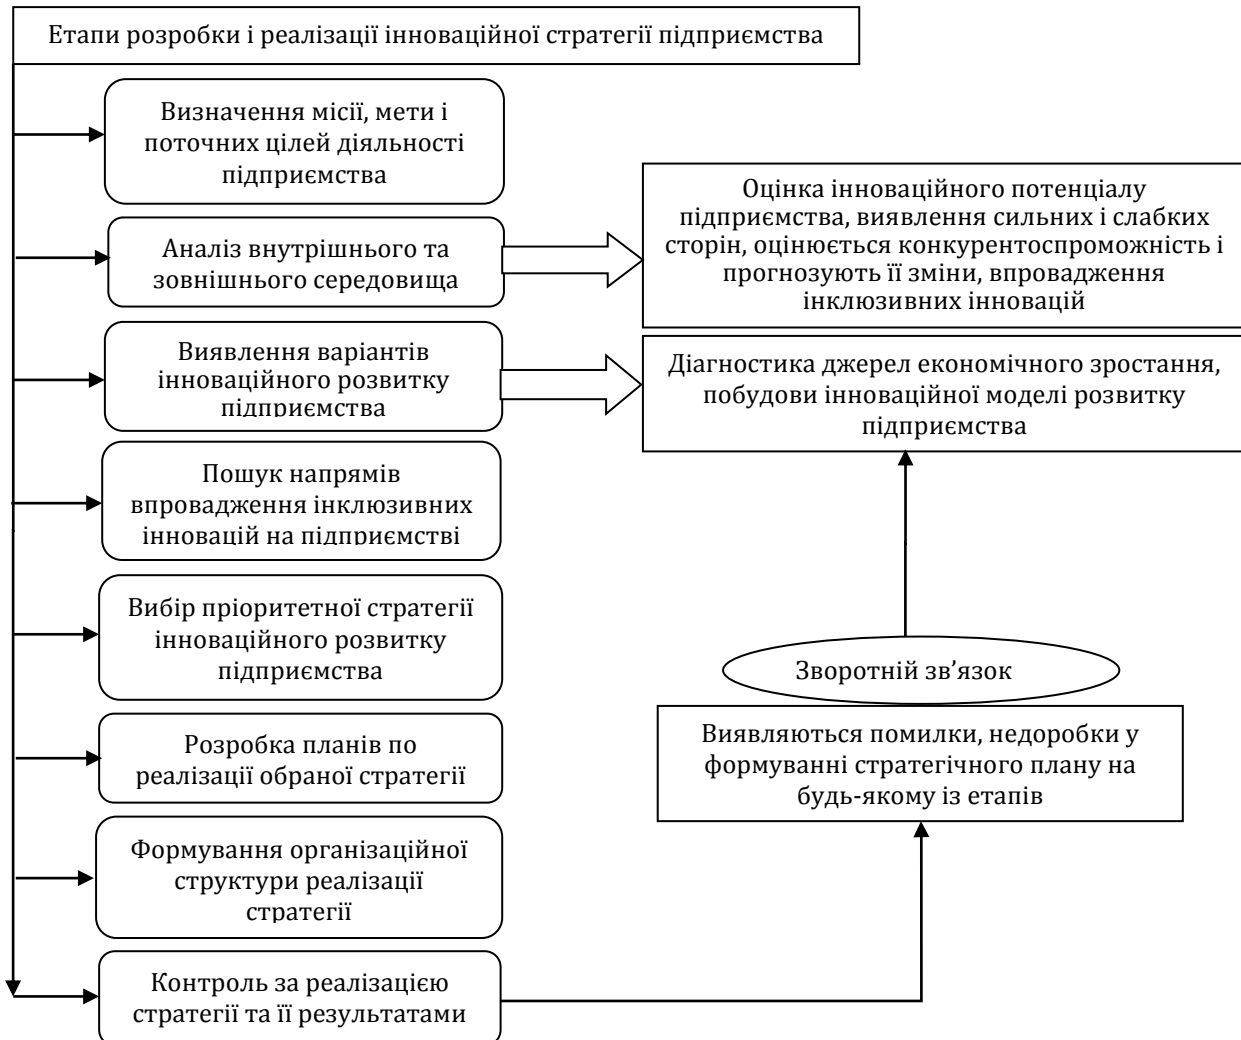 Етапи розробки і реалізації інноваційної стратегії підприємства
Визначення місії, мети і
поточних цілей діяльності
підприємства
Аналіз внутрішнього та
зовнішнього середовища
Оцінка інноваційного потенціалу
підприємства, виявлення сильних і слабких
сторін, оцінюється конкурентоспроможність і
прогнозують її зміни, впровадження
інклюзивних інновацій
Виявлення варіантів
інноваційного розвитку
підприємства
Діагностика джерел економічного зростання,
побудови інноваційної моделі розвитку
підприємства
Пошук напрямів
впровадження інклюзивних
інновацій на підприємстві
Вибір пріоритетної стратегії
інноваційного розвитку
підприємства
Зворотній зв’язок
Розробка планів по
реалізації обраної стратегії
Виявляються помилки, недоробки у
формуванні стратегічного плану на
будь-якому із етапів
Формування організаційної
структури реалізації
стратегії
Контроль за реалізацією
стратегії та її результатами